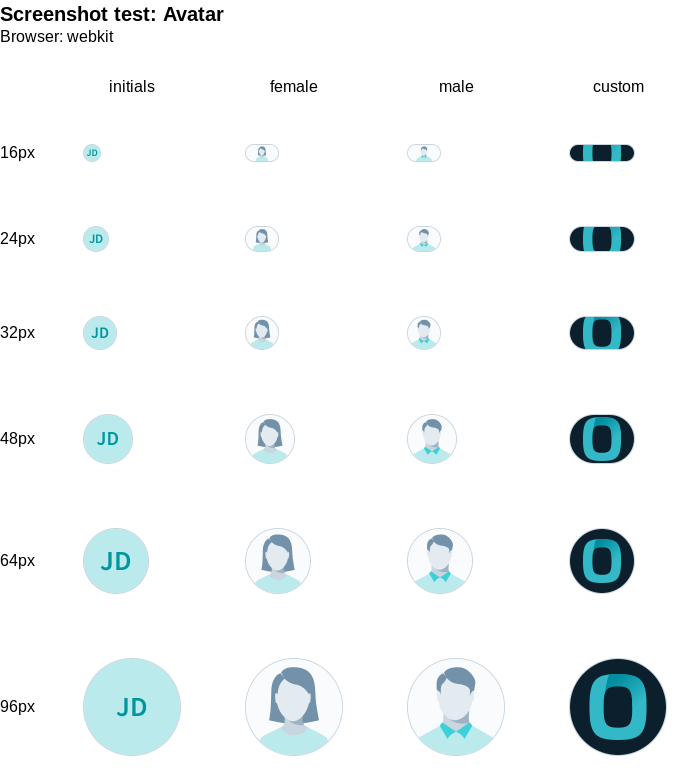 Screenshot test: Avatar
Browser: webkit
initials female male custom
16px JD
24px JD
32px JD
48px JD
64px JD
96px JD